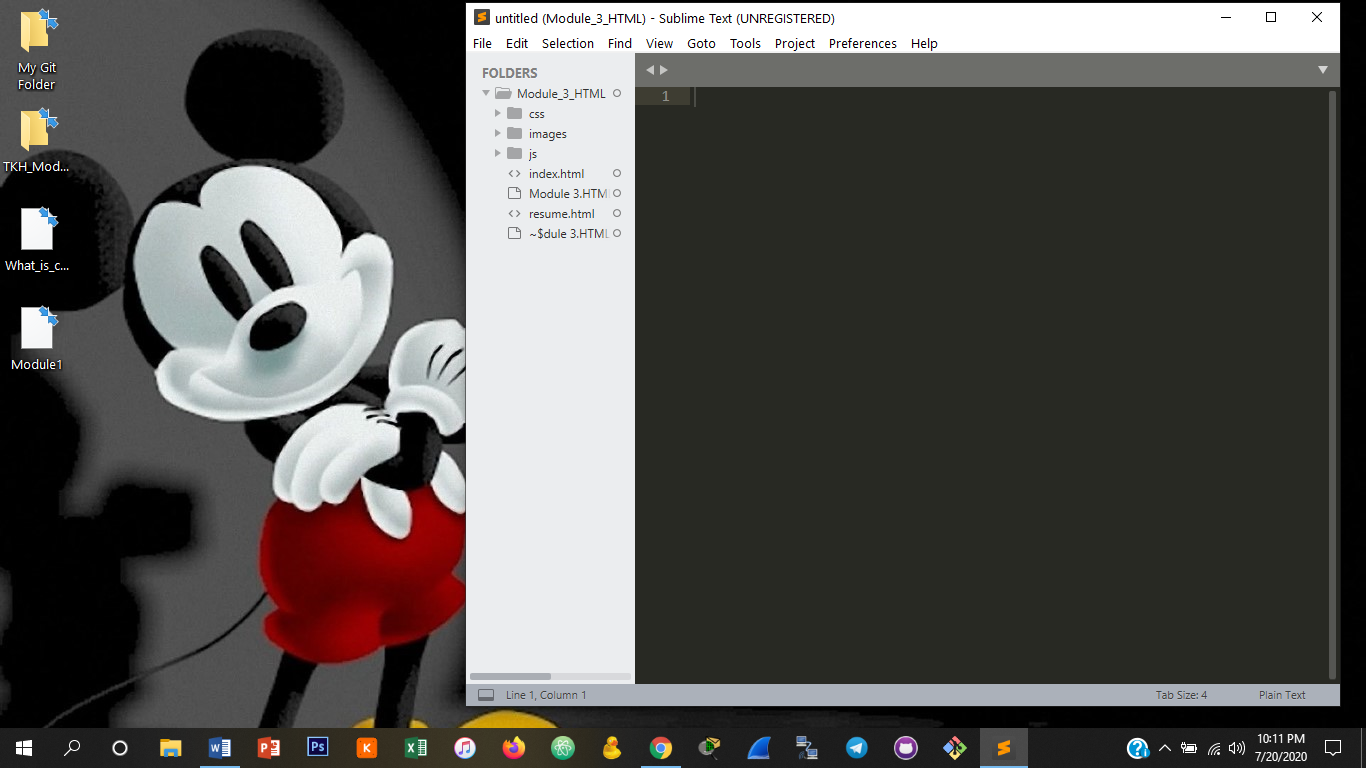 My Git
Folder
TKH_Mod...
What_is_c...
Module1
untitled (Module_3_HTML) - Sublime Text (UNREGISTERED)
File Edit Selection Find View Goto Tools Project Preferences Help
FOLDERS
Module_3_HTML
css
images
js
index.html
Module 3.HTM
resume.html
~$dule 3.HTML
1
Line 1, Column 1
Tab Size: 4
Plain Text
10:11 PM
7/20/2020